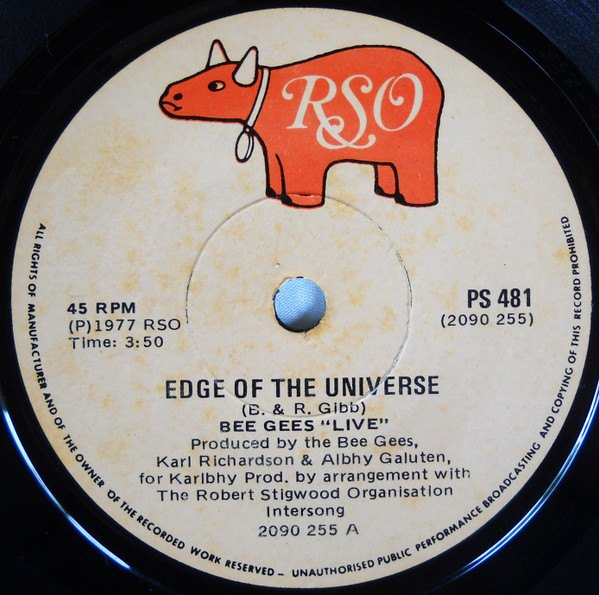 RSO
45 RPM
(P)1977 RSO
Time: 3:50
PS 481
(2090 255)
EDGE OF THE UNIVERSE
(B. & R. Gibb)
BEE GEES "LIVE"
Produced by the Bee Gees,
Karl Richardson & Albhy Galuten,
for Karlbhy Prod. by arrangement with
The Robert Stigwood Organisation
Intersong
2090 255 A
ALL RIGHTS OF MANUFACTURER AND OF THE OWNER OF THE RECORDED WORK RESERVED – UNAUTHORISED PUBLIC PERFORMANCE BROADCASTING AND COPYING OF THIS RECORD PROHIBITED